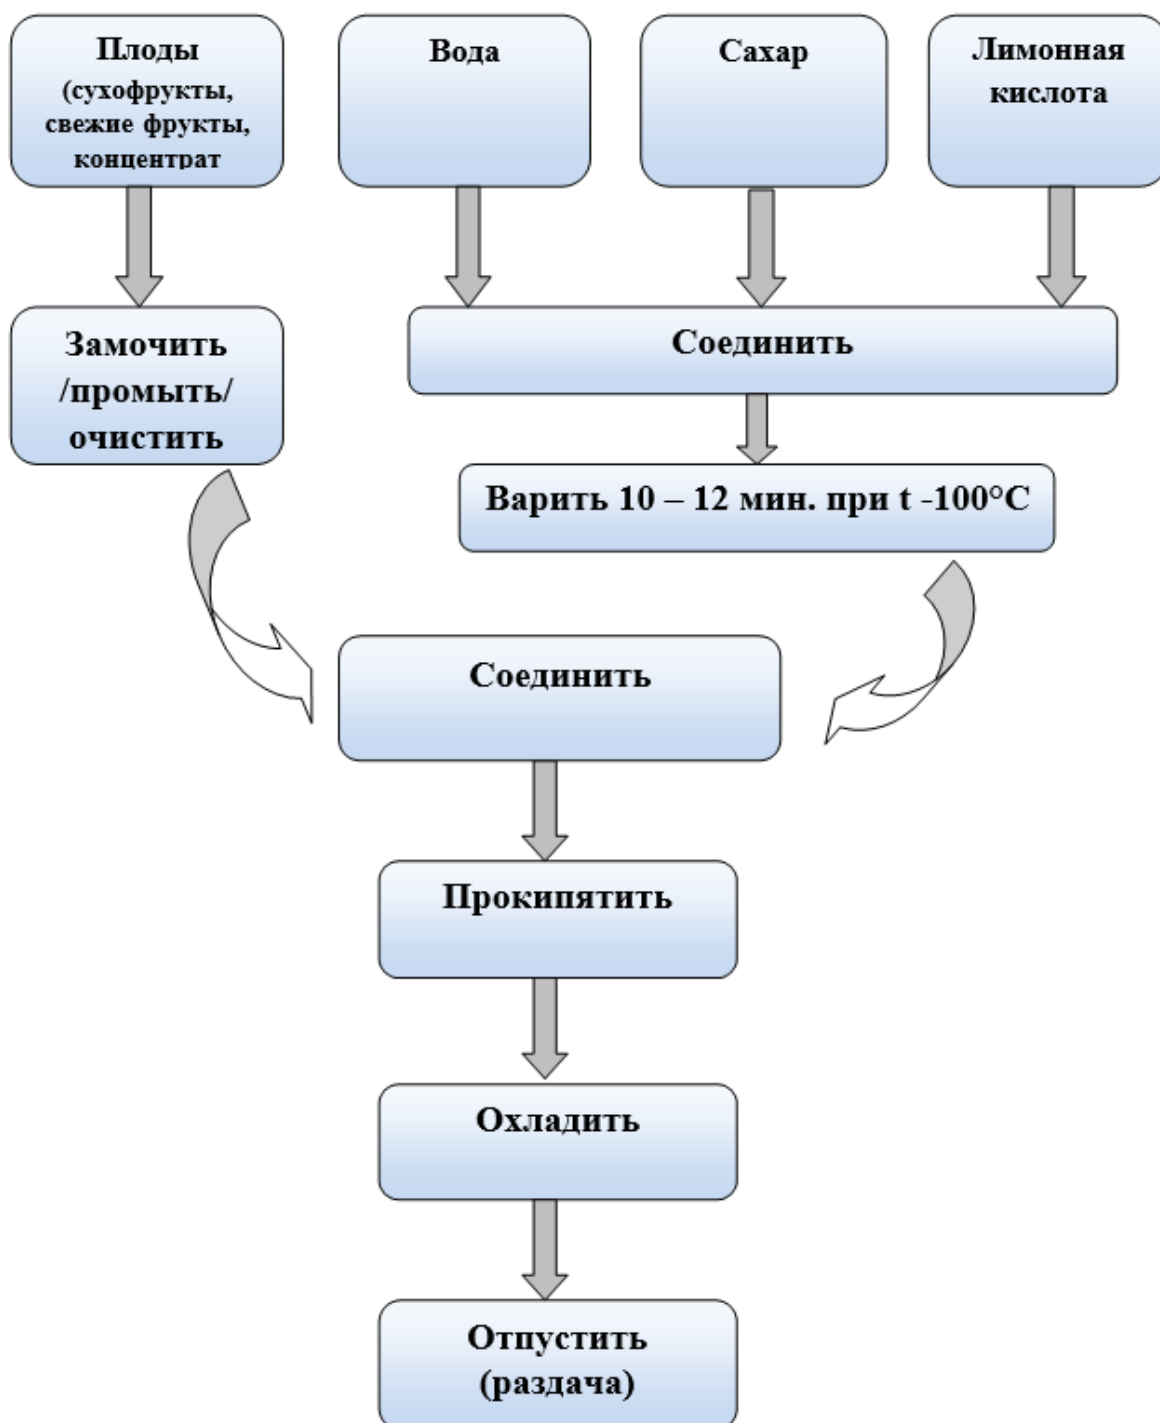 Плоды
(сухофрукты,
свежие фрукты,
концентрат
Вода
Сахар
Лимонная
кислота
Замочить
/промыть/
очистить
Соединить
Варить 10 – 12 мин. при t -100°C
Соединить
Прокипятить
Охладить
Отпустить
(раздача)